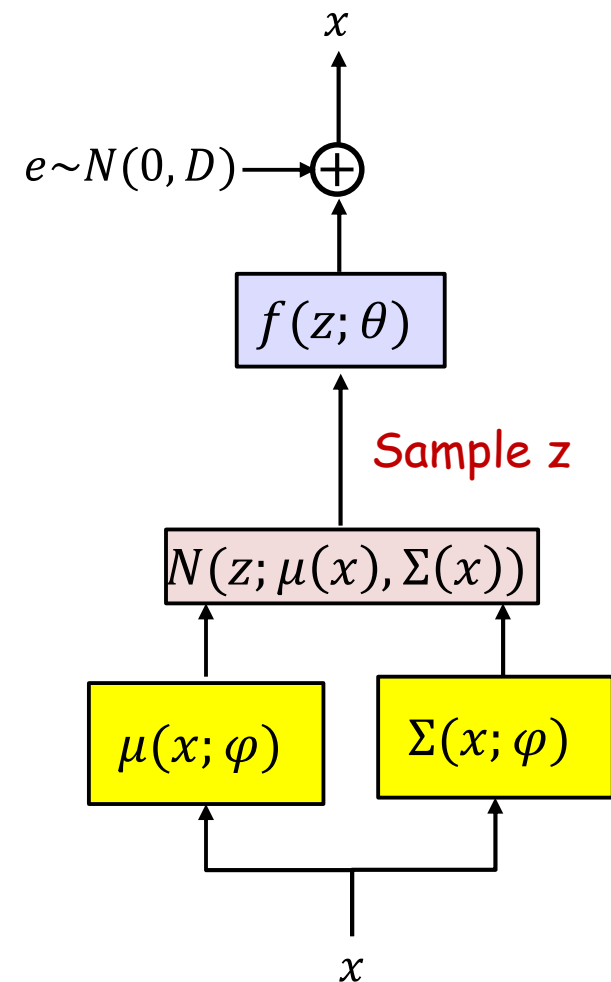 x
e~N(0, D)
+
f(z; θ)
Sample z
N(z; μ(x), Σ(x))
μ(x; φ)
Σ(x; φ)
x